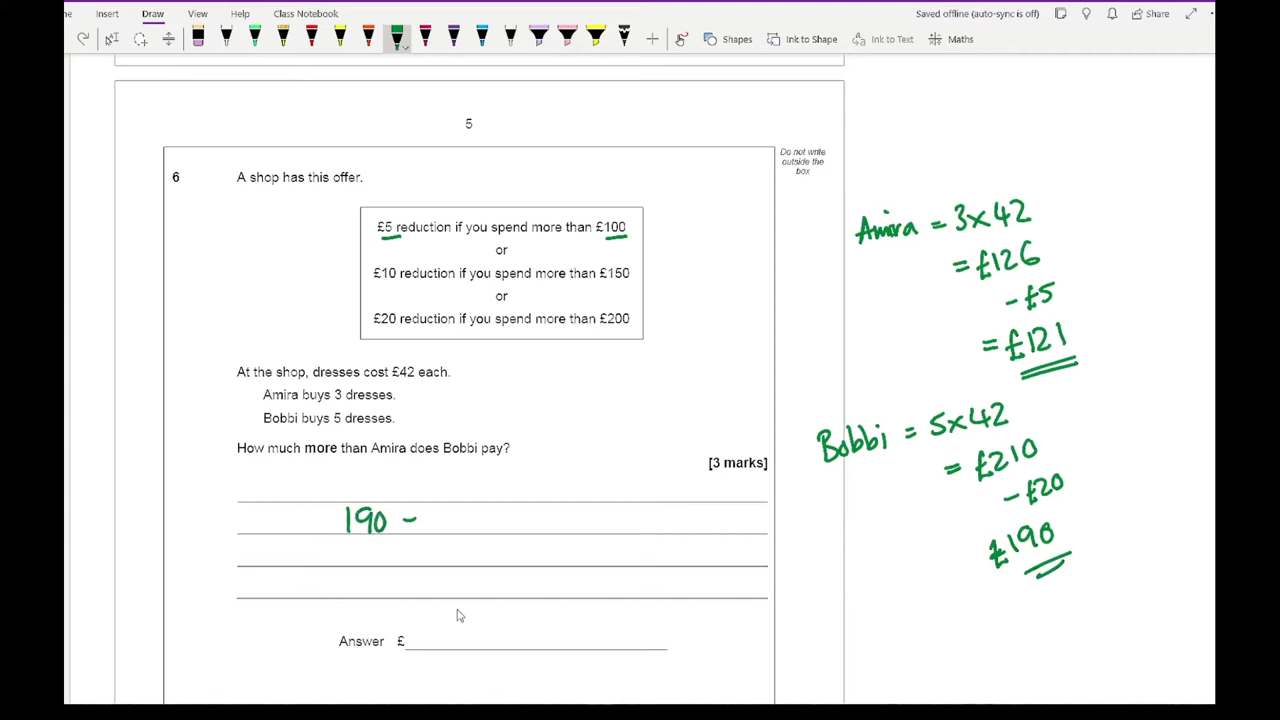 Insert Draw View Help Class Notebook Saved offline (auto-sync is off) Share
Shapes Ink to Shape Ink to Text Maths
5
Do not write
outside the
box
6 A shop has this offer.
£5 reduction if you spend more than £100
or
£10 reduction if you spend more than £150
or
£20 reduction if you spend more than £200
At the shop, dresses cost £42 each.
Amira buys 3 dresses.
Bobbi buys 5 dresses.
How much more than Amira does Bobbi pay?
[3 marks]
190 -
Answer £
Amira = 3x42
= £126
- £5
= £121
Bobbi = 5x42
= £210
- £20
£190